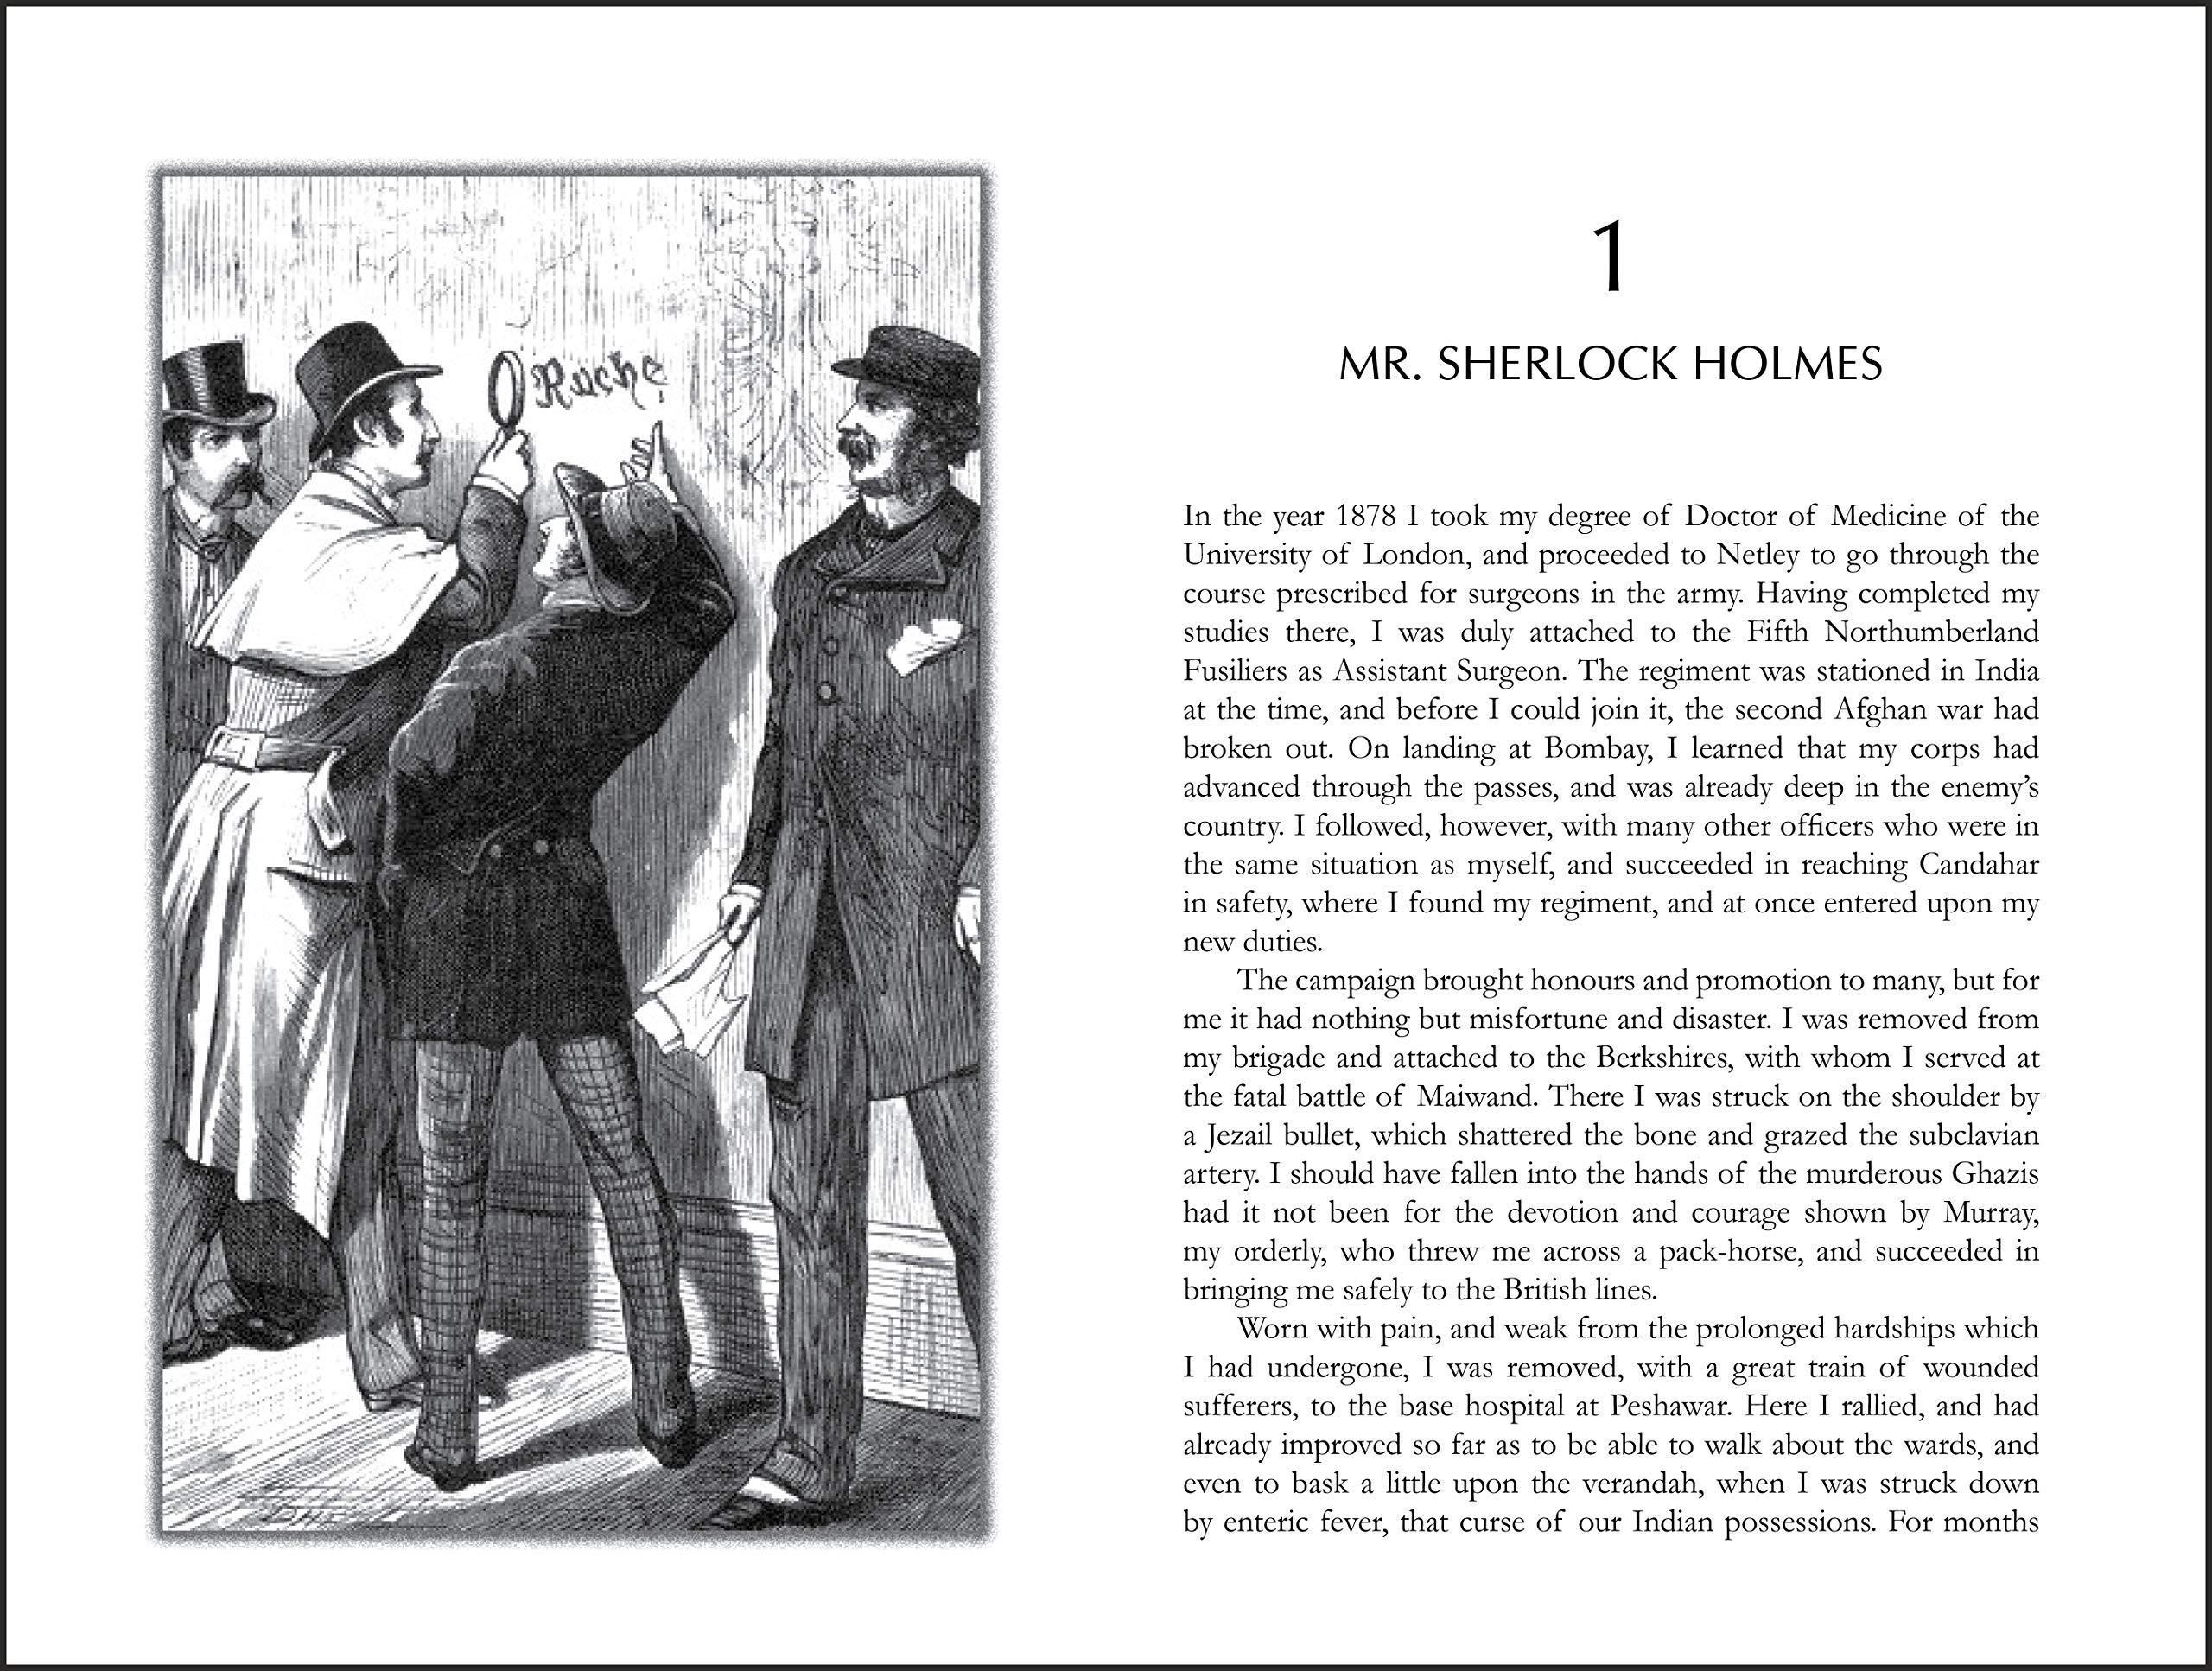 Rache
DHF
1
MR. SHERLOCK HOLMES
In the year 1878 I took my degree of Doctor of Medicine of the
University of London, and proceeded to Netley to go through the
course prescribed for surgeons in the army. Having completed my
studies there, I was duly attached to the Fifth Northumberland
Fusiliers as Assistant Surgeon. The regiment was stationed in India
at the time, and before I could join it, the second Afghan war had
broken out. On landing at Bombay, I learned that my corps had
advanced through the passes, and was already deep in the enemy’s
country. I followed, however, with many other officers who were in
the same situation as myself, and succeeded in reaching Candahar
in safety, where I found my regiment, and at once entered upon my
new duties.
The campaign brought honours and promotion to many, but for
me it had nothing but misfortune and disaster. I was removed from
my brigade and attached to the Berkshires, with whom I served at
the fatal battle of Maiwand. There I was struck on the shoulder by
a Jezail bullet, which shattered the bone and grazed the subclavian
artery. I should have fallen into the hands of the murderous Ghazis
had it not been for the devotion and courage shown by Murray,
my orderly, who threw me across a pack-horse, and succeeded in
bringing me safely to the British lines.
Worn with pain, and weak from the prolonged hardships which
I had undergone, I was removed, with a great train of wounded
sufferers, to the base hospital at Peshawar. Here I rallied, and had
already improved so far as to be able to walk about the wards, and
even to bask a little upon the verandah, when I was struck down
by enteric fever, that curse of our Indian possessions. For months